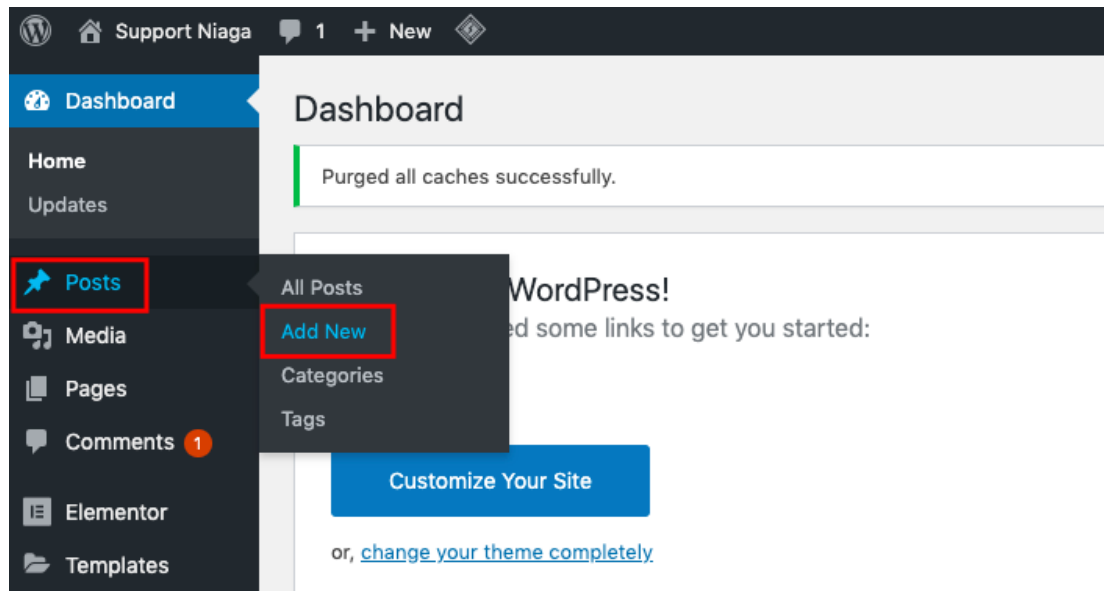 Support Niaga 1 + New
Dashboard
Home
Updates
Posts
Media
Pages
Comments 1
Elementor
Templates
All Posts
Add New
Categories
Tags
Dashboard
Purged all caches successfully.
WordPress!
ed some links to get you started:
Customize Your Site
or, change your theme completely